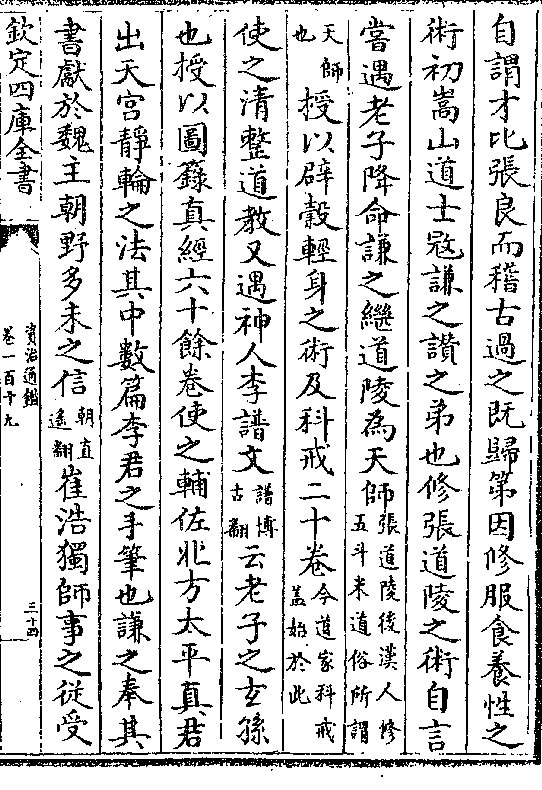 自謂才比張良而稽古過之既歸第因修服食養性之
術初嵩山道士冦謙之讚之弟也修張道陵之術自言
嘗遇老子降命謙之繼道陵為天師張道陵後漢人修五斗米道俗所謂
天師也授以辟穀輕身之術及科戒二十卷今道家科戒蓋始於此
使之清整道教又遇神人李譜文譜博古翻云老子之玄孫
也授以圖籙真經六十餘卷使之輔佐北方太平真君
出天宮靜輪之法其中數篇李君之手筆也謙之奉其
書獻於魏主朝野多未之信朝直遙翻崔浩獨師事之從受
欽定四庫全書
資治通鑑
卷一百十九
三十四